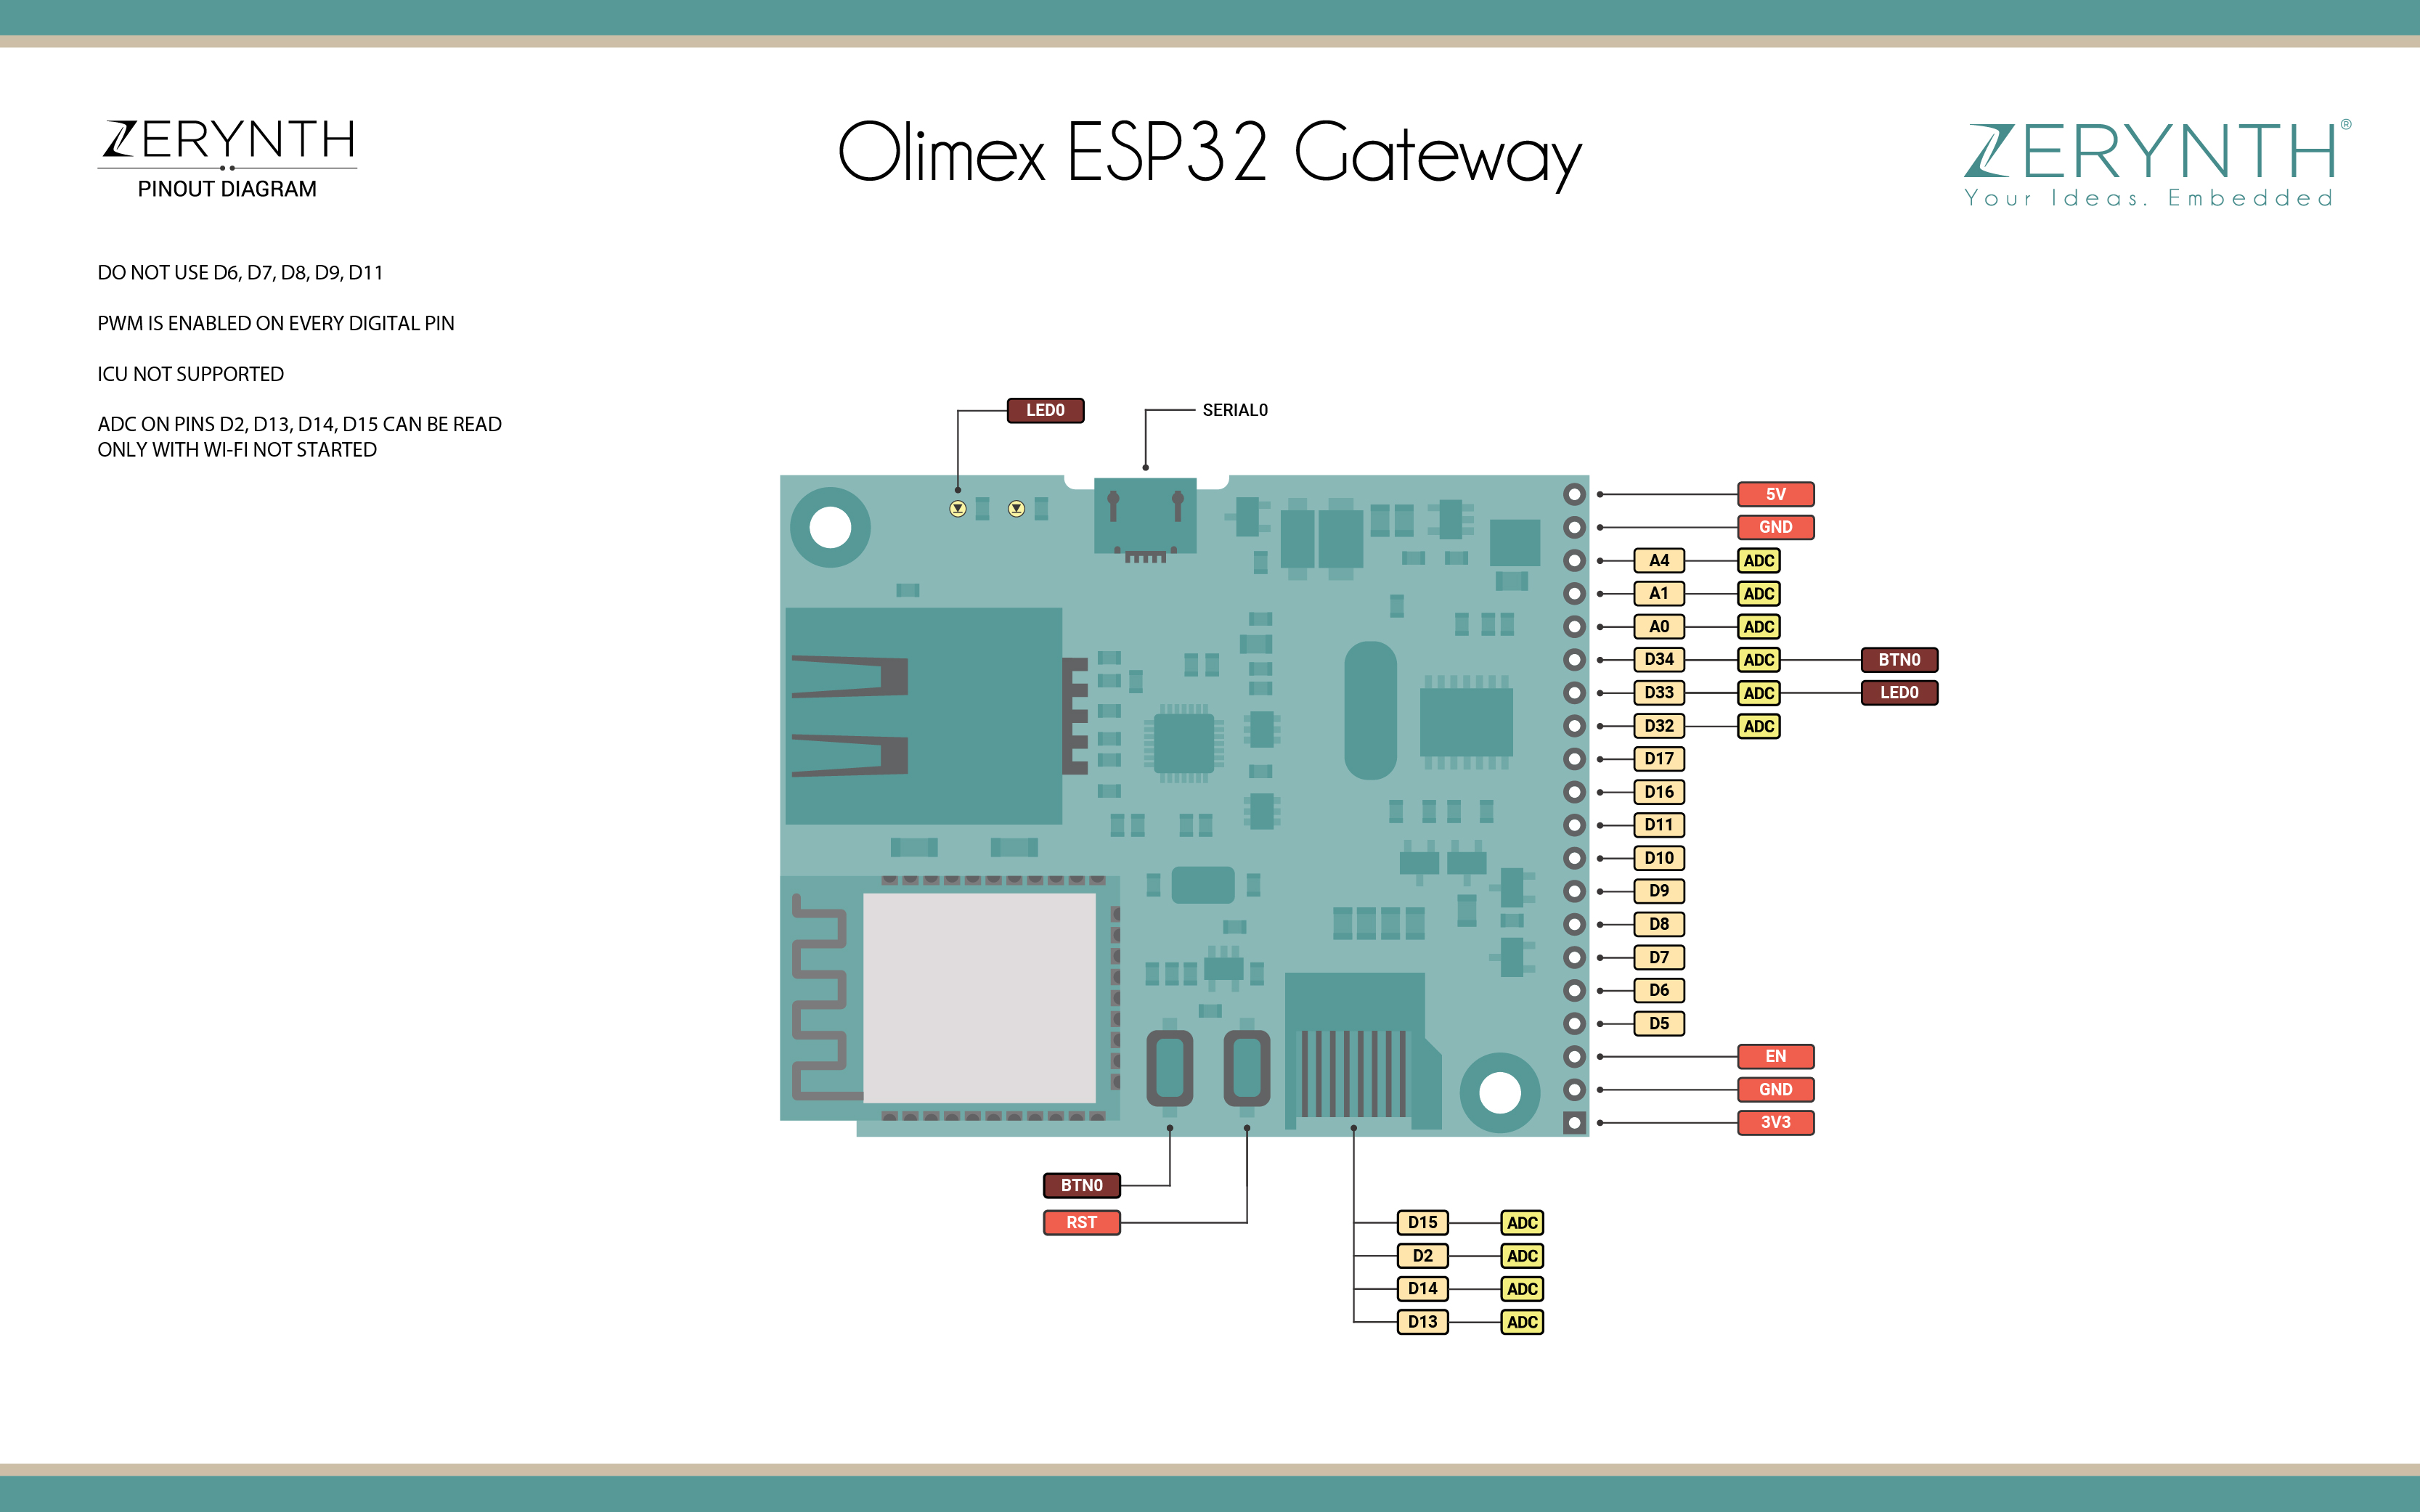 ZERYNTH
PINOUT DIAGRAM
Olimex ESP32 Gateway
ZERYNTH®
Your Ideas. Embedded
DO NOT USE D6, D7, D8, D9, D11
PWM IS ENABLED ON EVERY DIGITAL PIN
ICU NOT SUPPORTED
ADC ON PINS D2, D13, D14, D15 CAN BE READ
ONLY WITH WI-FI NOT STARTED
LED0
SERIAL0
5V
GND
A4 ADC
A1 ADC
A0 ADC
D34 ADC BTN0
D33 ADC LED0
D32 ADC
D17
D16
D11
D10
D9
D8
D7
D6
D5
EN
GND
3V3
BTN0
RST
D15 ADC
D2 ADC
D14 ADC
D13 ADC